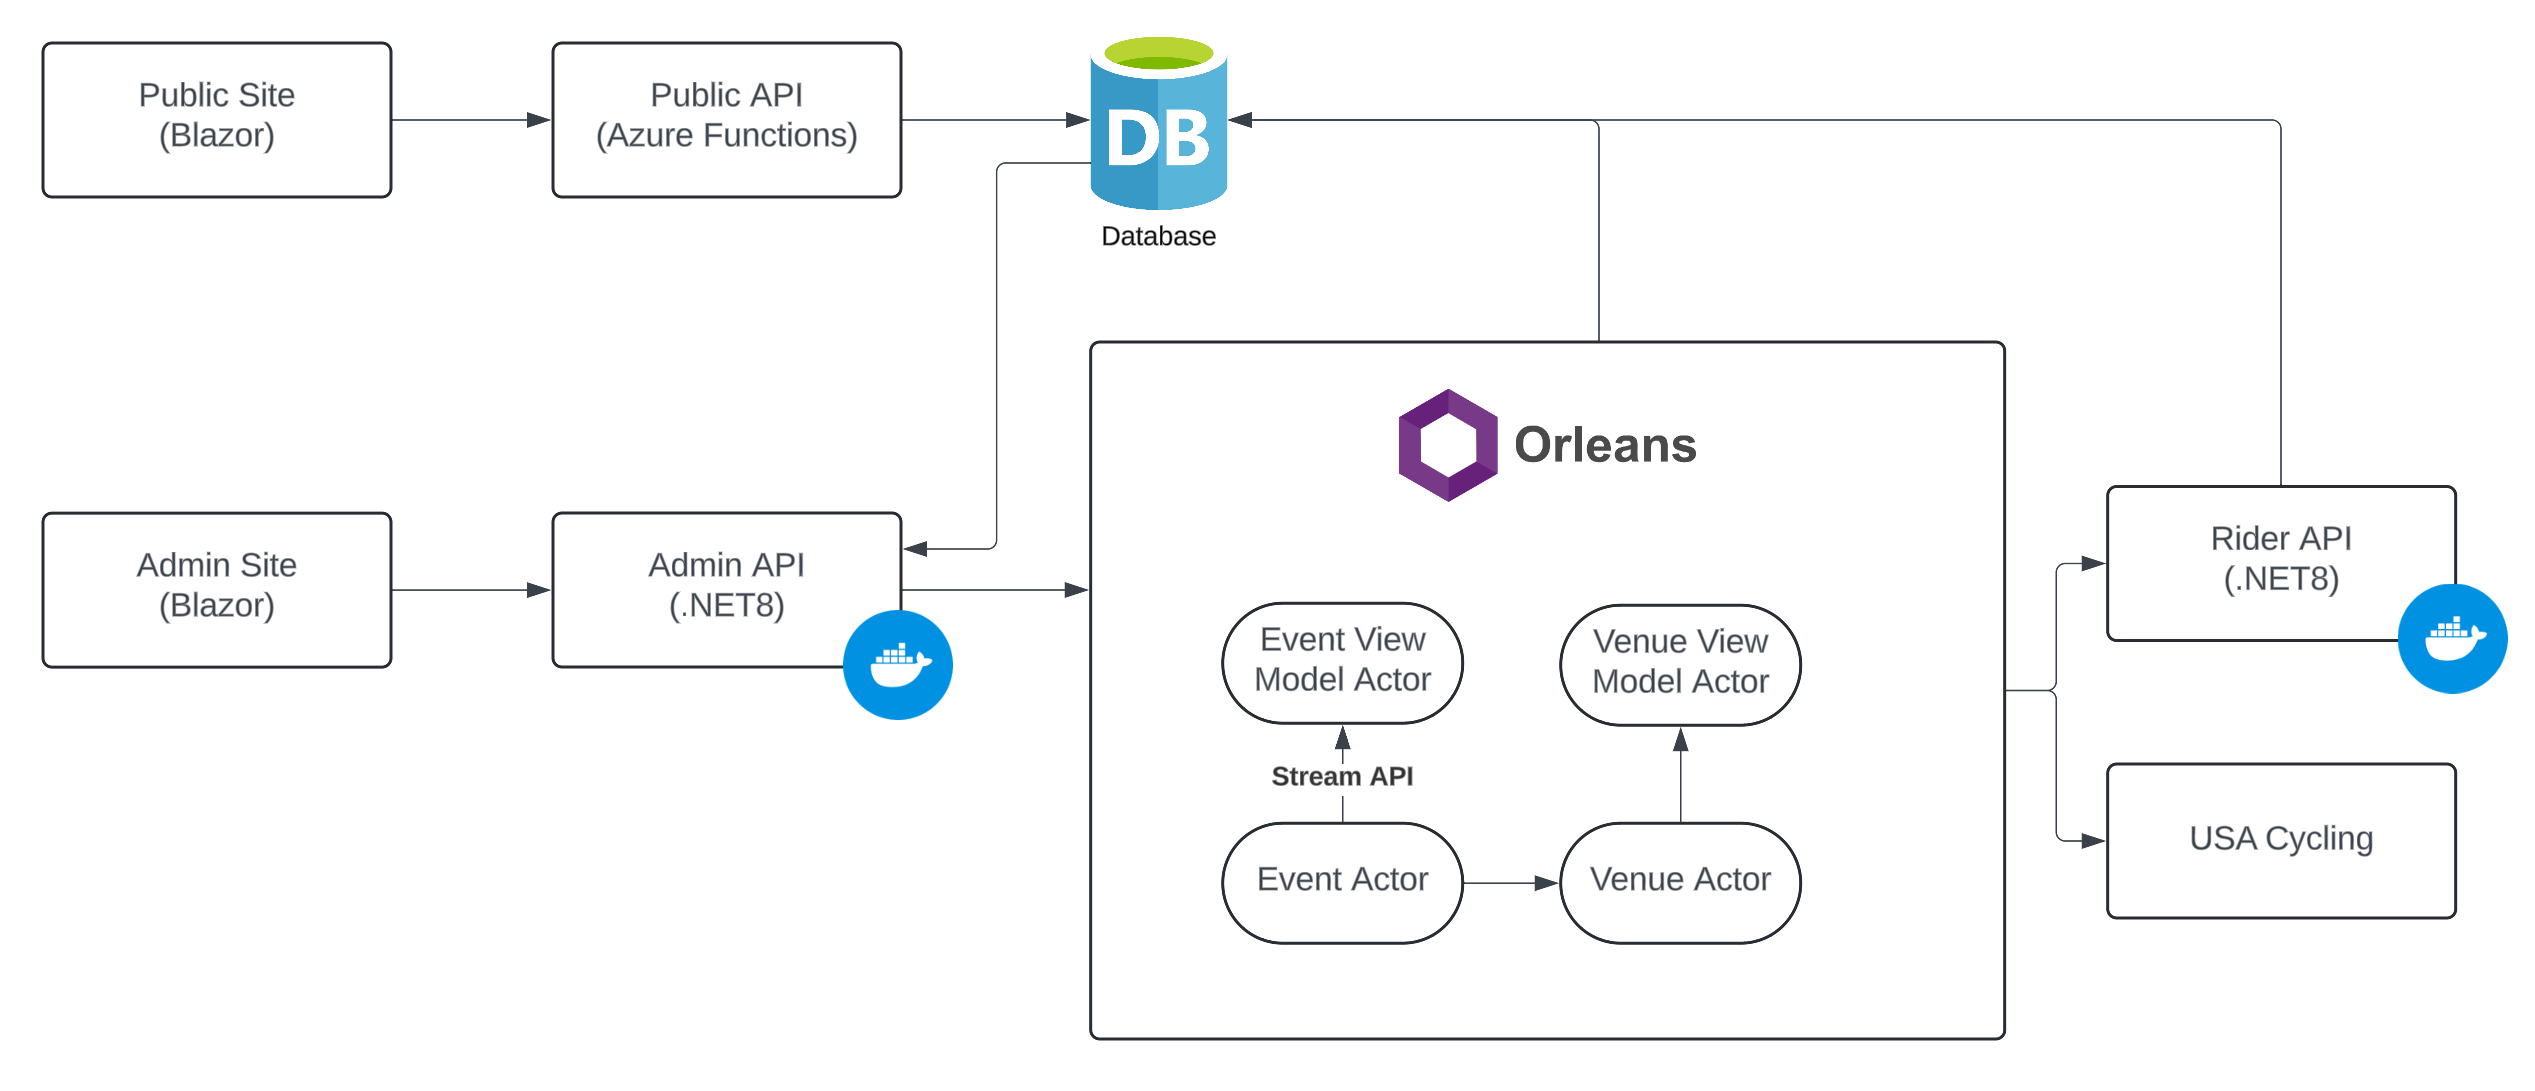 Public Site
(Blazor)
Public API
(Azure Functions)
DB
Database
Orleans
Admin Site
(Blazor)
Admin API
(.NET8)
Event View
Model Actor
Venue View
Model Actor
Stream API
Event Actor
Venue Actor
Rider API
(.NET8)
USA Cycling